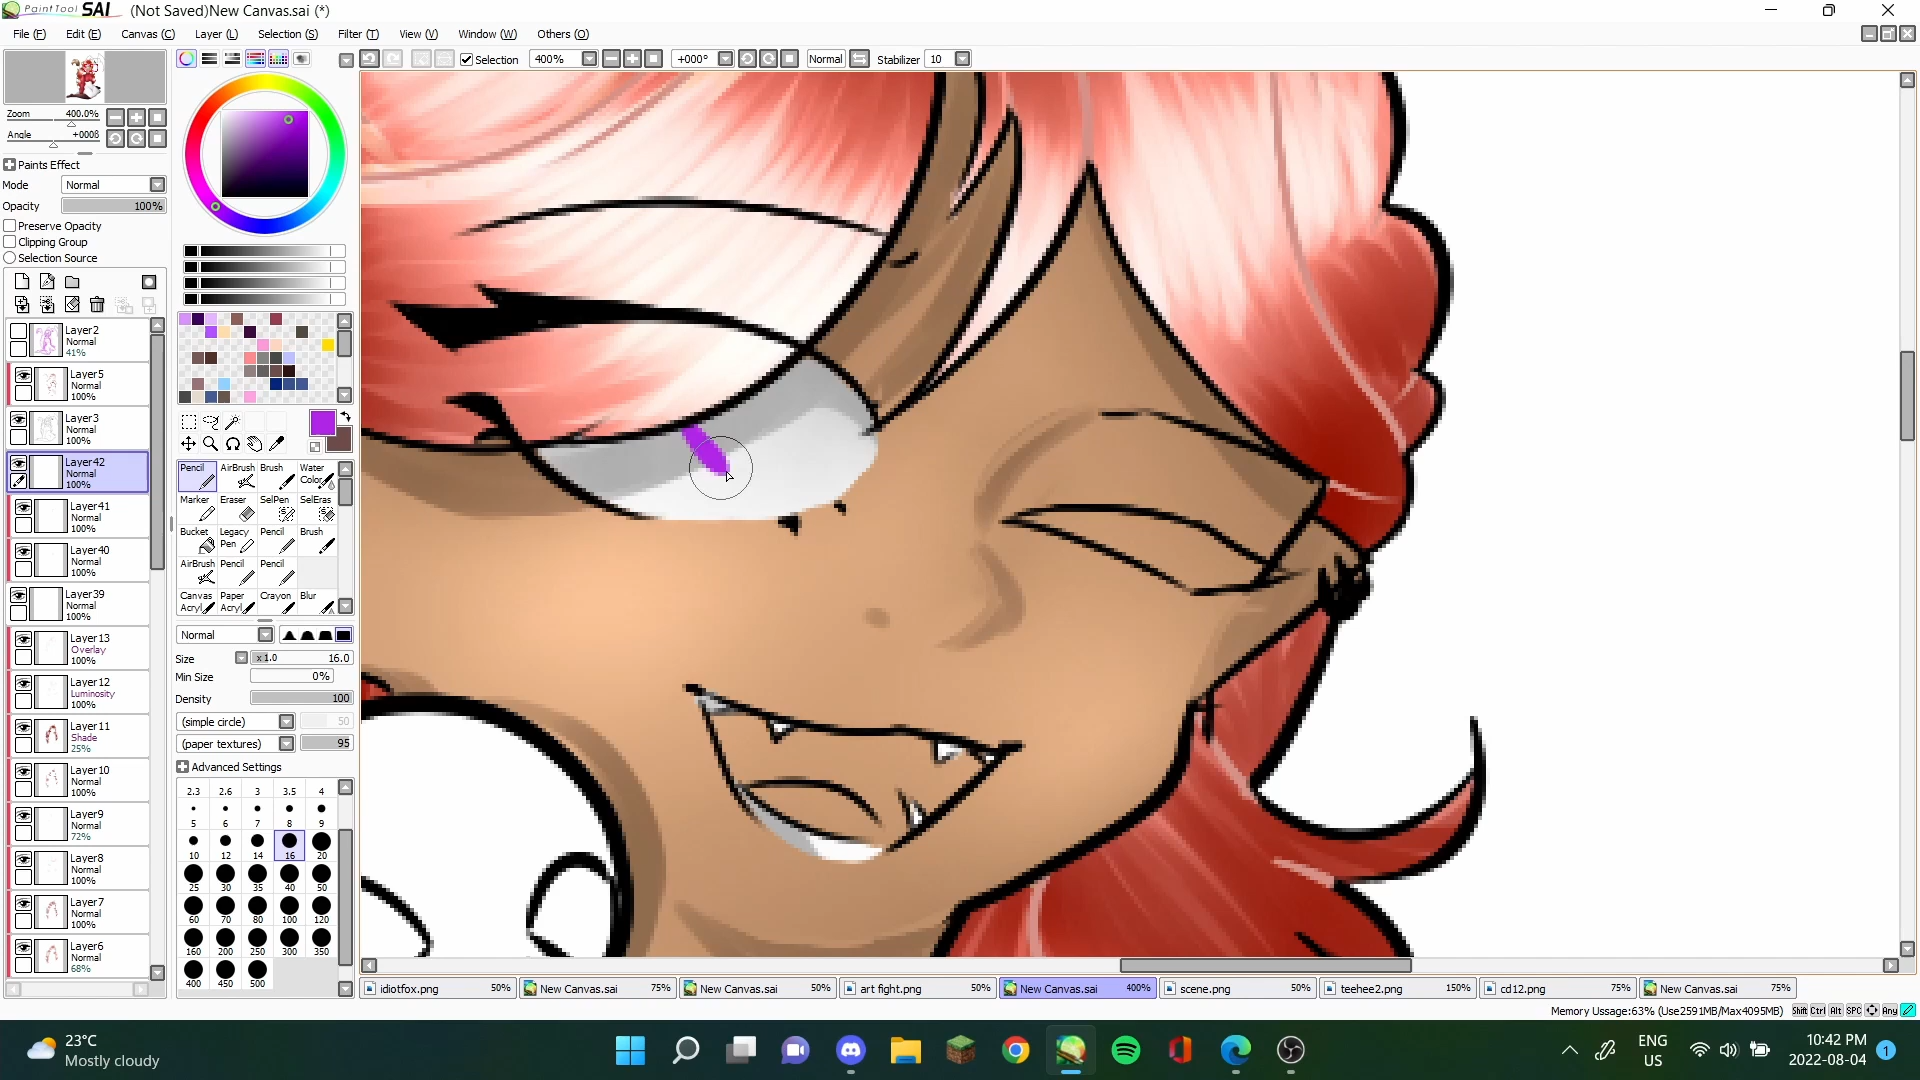 PaintTool SAI (Not Saved)New Canvas.sai (*)
File (F) Edit (E) Canvas (C) Layer (L) Selection (S) Filter (T) View (V) Window (W) Others (O)
Selection 400% +000° Normal Stabilizer 10
Zoom 400.0%
Angle +000ß
Paints Effect
Mode Normal
Opacity 100%
Preserve Opacity
Clipping Group
Selection Source
Layer2
Normal
41%
Layer5
Normal
100%
Layer3
Normal
100%
Layer42
Normal
100%
Layer41
Normal
100%
Layer40
Normal
100%
Layer39
Normal
100%
Layer13
Overlay
100%
Layer12
Luminosity
100%
Layer11
Shade
25%
Layer10
Normal
100%
Layer9
Normal
72%
Layer8
Normal
100%
Layer7
Normal
100%
Layer6
Normal
68%
Pencil AirBrush Brush Water Color
Marker Eraser SelPen SelEras
Bucket Legacy Pen Pencil Brush
AirBrush Pencil Pencil
Canvas Acryl Paper Acryl Crayon Blur
Normal
Size x1.0 16.0
Min Size 0%
Density 100
(simple circle) 50
(paper textures) 95
Advanced Settings
2.3 2.6 3 3.5 4
5 6 7 8 9
10 12 14 16 20
25 30 35 40 50
60 70 80 100 120
160 200 250 300 350
400 450 500
idiotfox.png 50% New Canvas.sai 75% New Canvas.sai 50% art fight.png 50% New Canvas.sai 400% scene.png 50% teehee2.png 150% cd12.png 75% New Canvas.sai 75%
Memory Ussage:63% (Use2591MB/Max4095MB) Shift Ctrl Alt SPC Any
23°C
Mostly cloudy
ENG
US
10:42 PM
2022-08-04
1